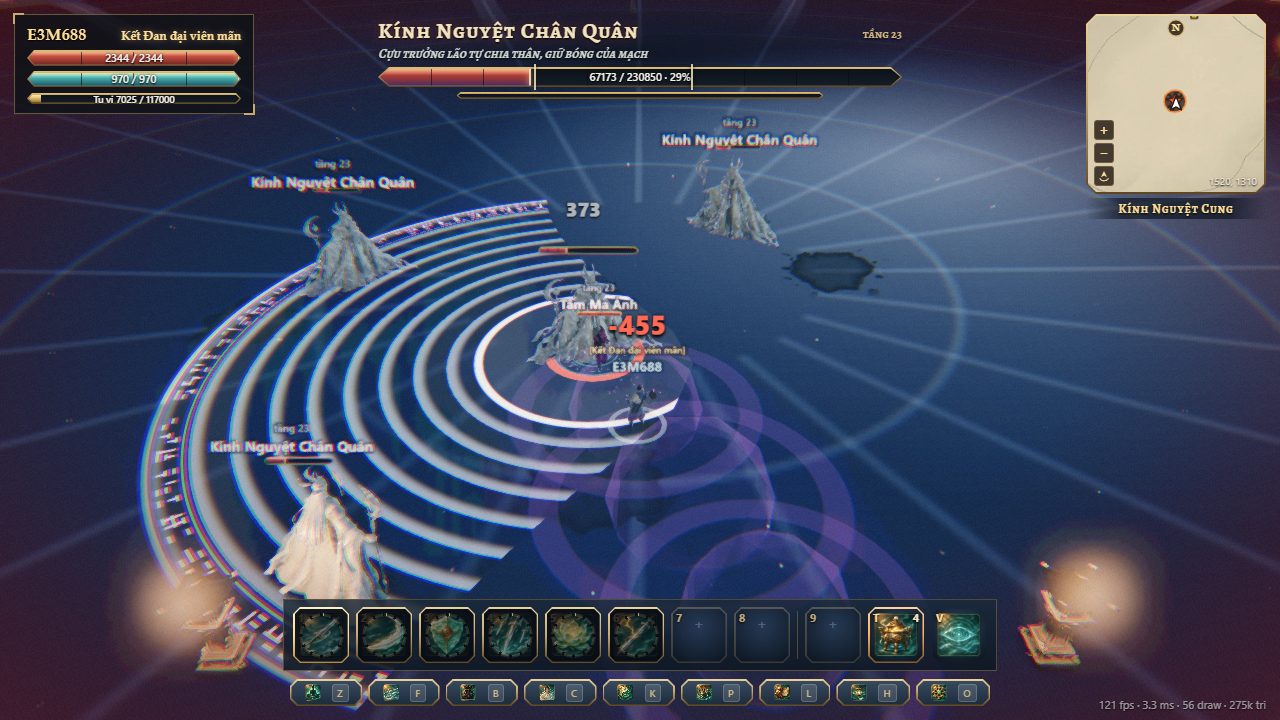 E3M688
Kết Đan đại viên mãn
2344 / 2344
970 / 970
Tu vi 7025 / 117000
Kính Nguyệt Chân Quân
TẦNG 23
Cựu trưởng lão tự chia thân, giữ bóng của mạch
67173 / 230850 · 29%
N
+
−
1520, 1310
Kính Nguyệt Cung
tầng 23
Kính Nguyệt Chân Quân
tầng 23
Kính Nguyệt Chân Quân
373
tầng 23
Tâm Ma Ảnh
-455
[Kết Đan đại viên mãn]
E3M688
tầng 23
Kính Nguyệt Chân Quân
7 +
8 +
9 +
T 4
V
Z
F
B
C
K
P
L
H
O
121 fps · 3.3 ms · 56 draw · 275k tri